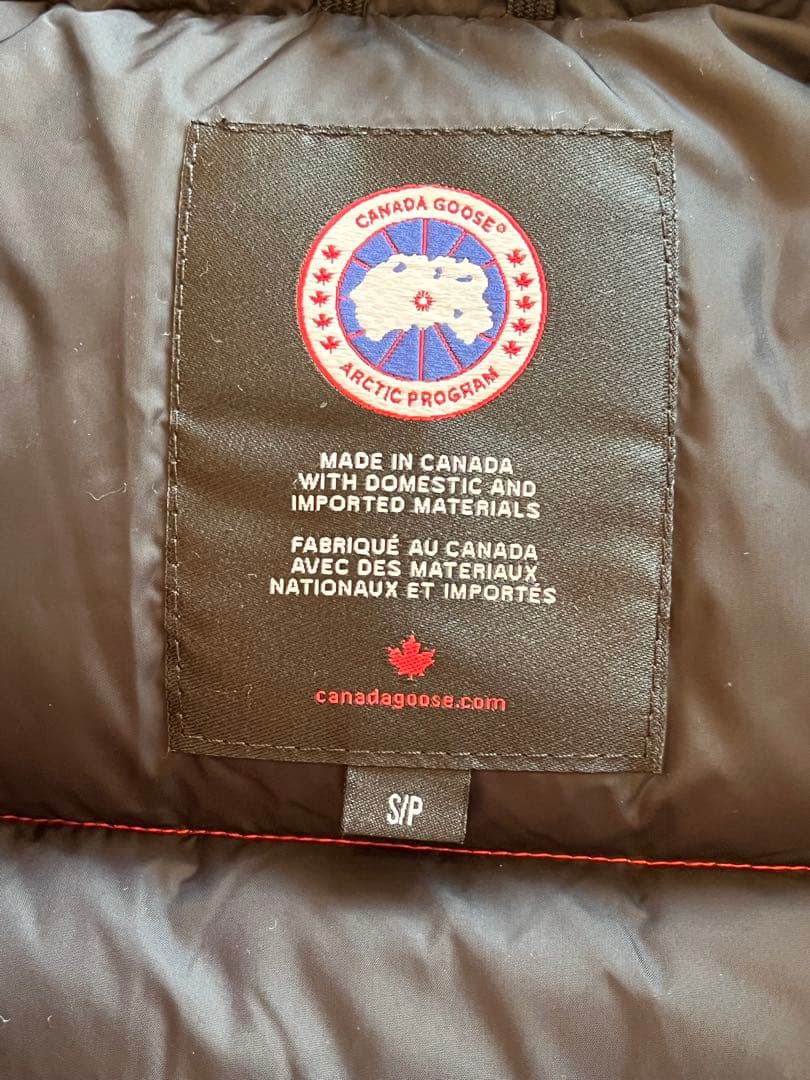 CANADA GOOSE®
ARCTIC PROGRAM
MADE IN CANADA
WITH DOMESTIC AND
IMPORTED MATERIALS
FABRIQUÉ AU CANADA
AVEC DES MATERIAUX
NATIONAUX ET IMPORTÉS
canadagoose.com
S/P